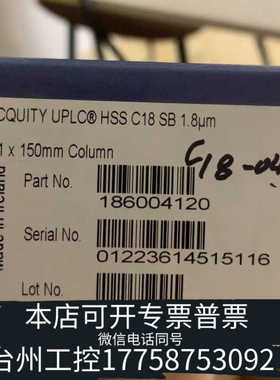 CQUITY UPLC® HSS C18 SB 1.8µm
1 x 150mm Column
C18-04
Part No.
186004120
Made in Ireland
Serial No.
01223614515116
Lot No.
本店可开专票普票
微信电话同号
台州工控17758753092